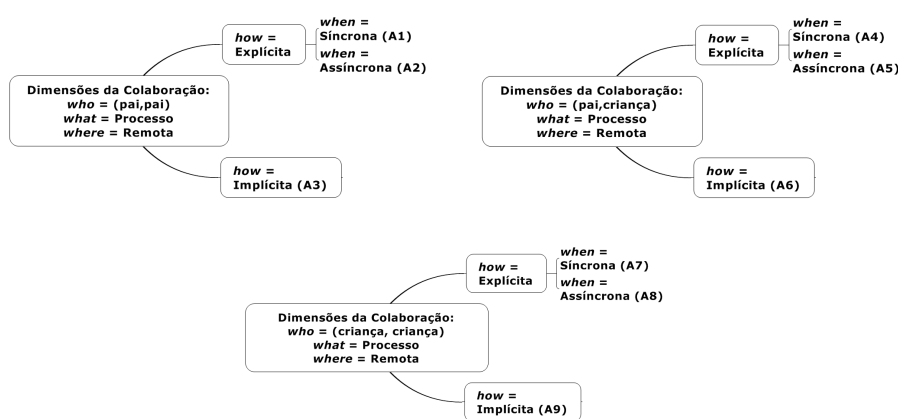 how =
Explícita
when =
Síncrona (A1)
when =
Assíncrona (A2)
Dimensões da Colaboração:
who = (pai,pai)
what = Processo
where = Remota
how =
Implícita (A3)
how =
Explícita
when =
Síncrona (A4)
when =
Assíncrona (A5)
Dimensões da Colaboração:
who = (pai,criança)
what = Processo
where = Remota
how =
Implícita (A6)
how =
Explícita
when =
Síncrona (A7)
when =
Assíncrona (A8)
Dimensões da Colaboração:
who = (criança, criança)
what = Processo
where = Remota
how =
Implícita (A9)